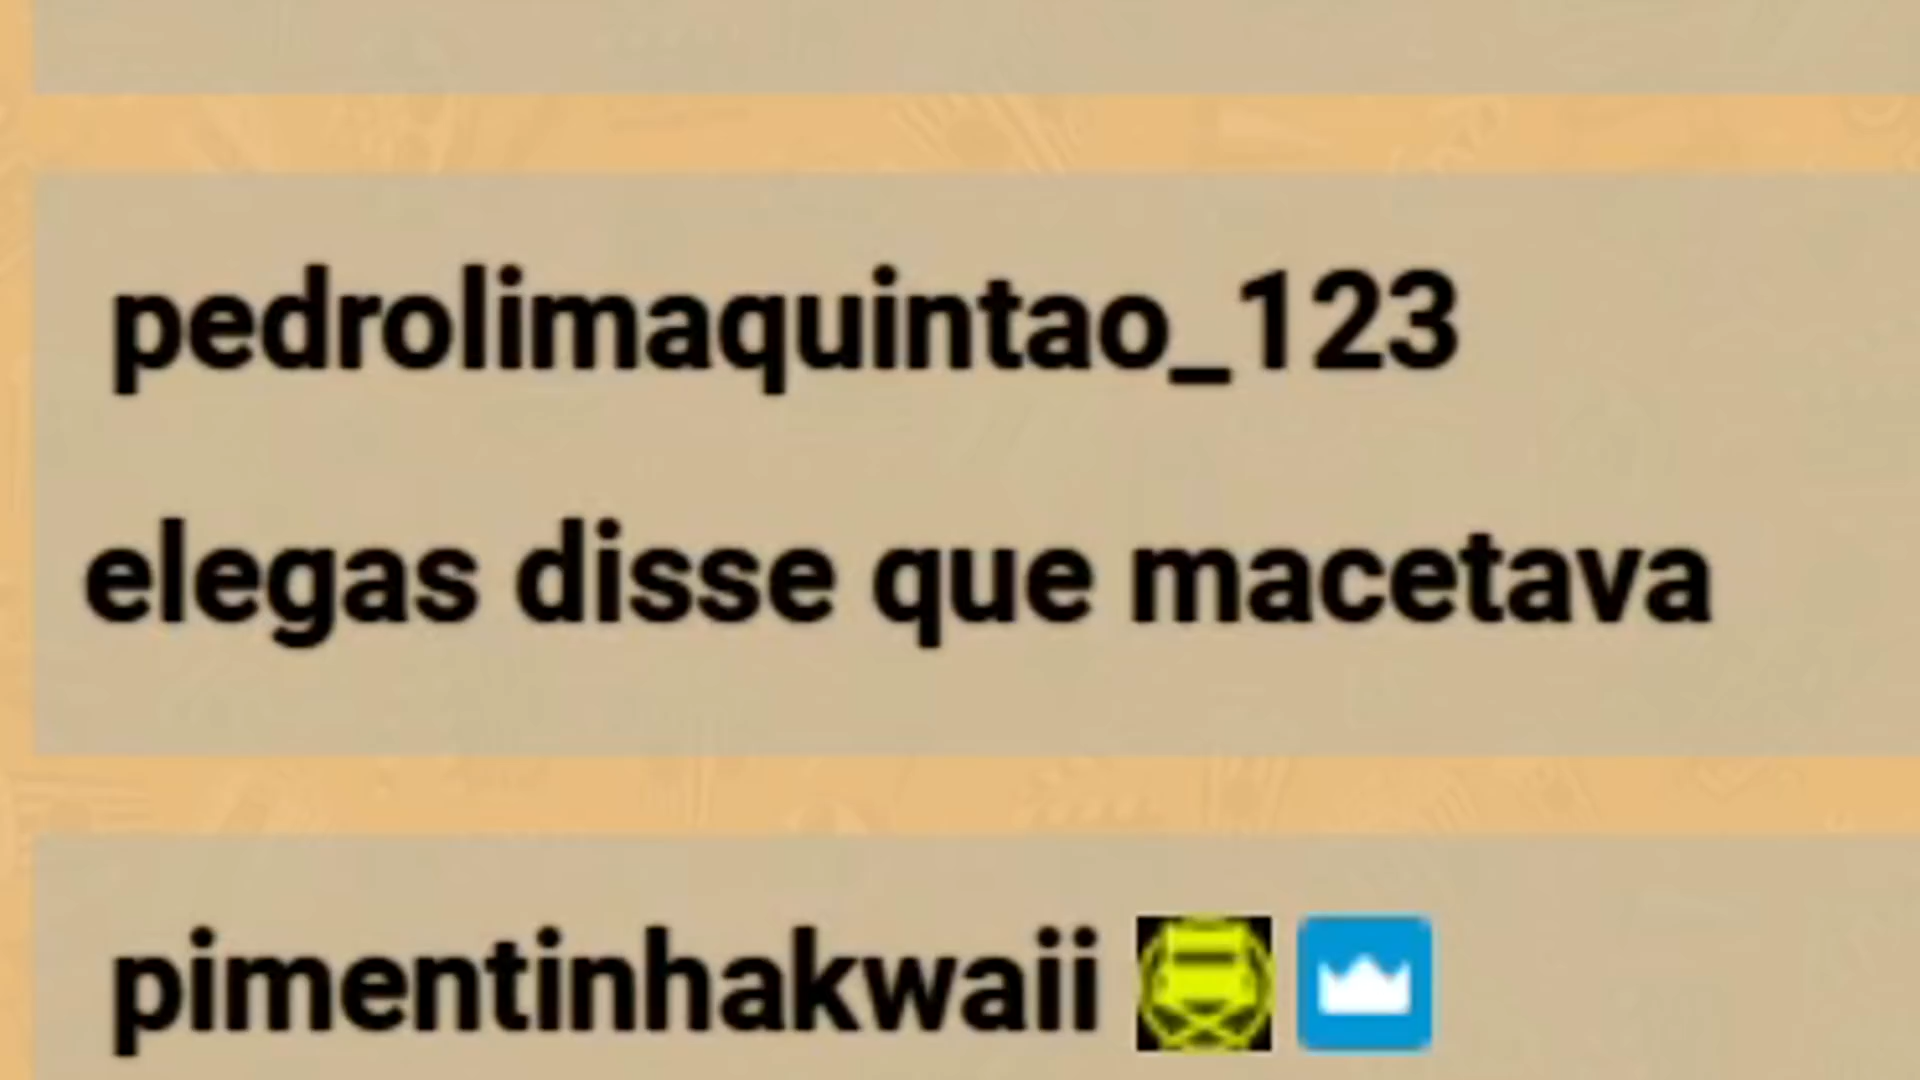 pedrolimaquintao_123
elegas disse que macetava
pimentinhakwaii